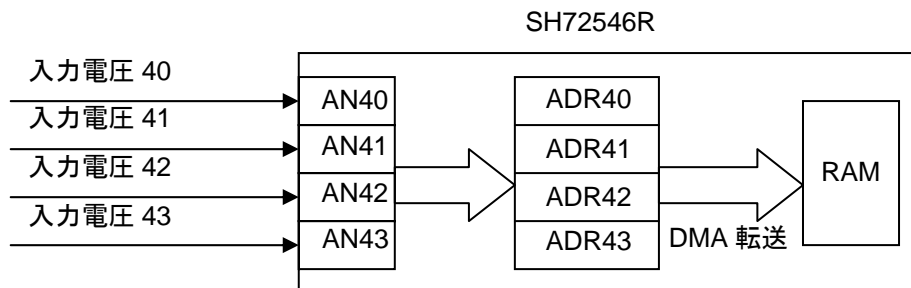 SH72546R
入力電圧 40
入力電圧 41
入力電圧 42
入力電圧 43
AN40
AN41
AN42
AN43
ADR40
ADR41
ADR42
ADR43
DMA 転送
RAM